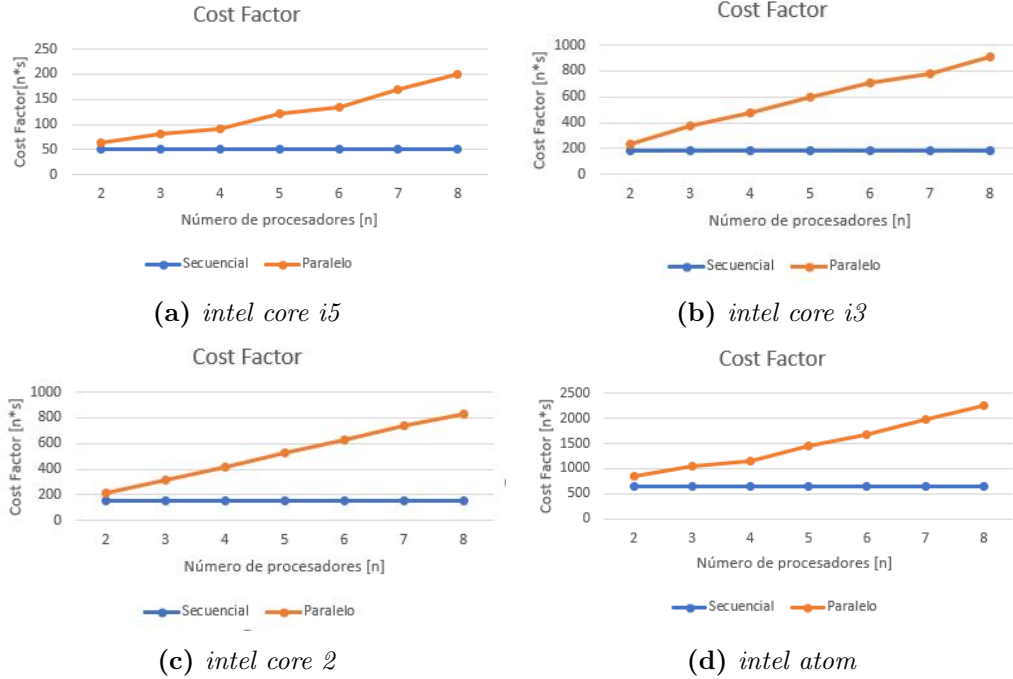 Cost Factor
Cost Factor[n*s]
250
200
150
100
50
0
2 3 4 5 6 7 8
Número de procesadores [n]
Secuencial Paralelo
(a) intel core i5
Cost Factor
Cost Factor [n*s]
1000
800
600
400
200
0
2 3 4 5 6 7 8
Número de procesadores [n]
Secuencial Paralelo
(b) intel core i3
Cost Factor
Cost Factor [n*s]
1000
800
600
400
200
0
2 3 4 5 6 7 8
Número de procesadores [n]
Secuencial Paralelo
(c) intel core 2
Cost Factor
Cost Factor [n*s]
2500
2000
1500
1000
500
0
2 3 4 5 6 7 8
Número de procesadores [n]
Secuencial Paralelo
(d) intel atom